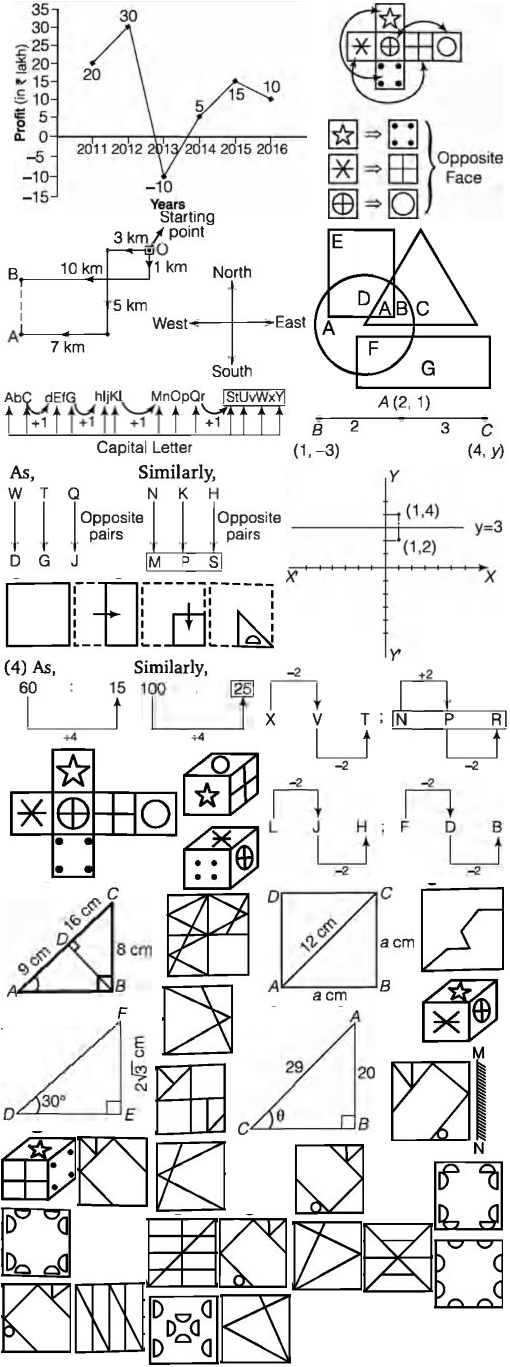 Profit (in ₹ lakh)
35
30
25
20
15
10
5
0
−5
−10
−15
20
30
−10
5
15
10
2011 2012 2013 2014 2015 2016
Years
Opposite
Face
Starting
point
3 km
O
1 km
B
10 km
5 km
A
7 km
North
West
East
South
E
D
A
B
C
A
F
G
AbC dEfG hIjKl MnOpQr StUvWxY
+1 +1 +1 +1
Capital Letter
A (2, 1)
B 2 3 C
(1, −3) (4, y)
As, Similarly,
W T Q N K H
Opposite
pairs
Opposite
pairs
D G J M P S
Y
(1,4)
y=3
(1,2)
X' X
Y'
(4) As, Similarly,
60 : 15 100 : 25
÷4 ÷4
−2 +2
X V T ; N P R
−2 −2
−2 −2
L J H ; F D B
−2 −2
C
16 cm
D
9 cm
8 cm
A B
D C
12 cm
a cm
A B
a cm
F
2√3 cm
30°
D E
A
29
20
θ
C B
M
N